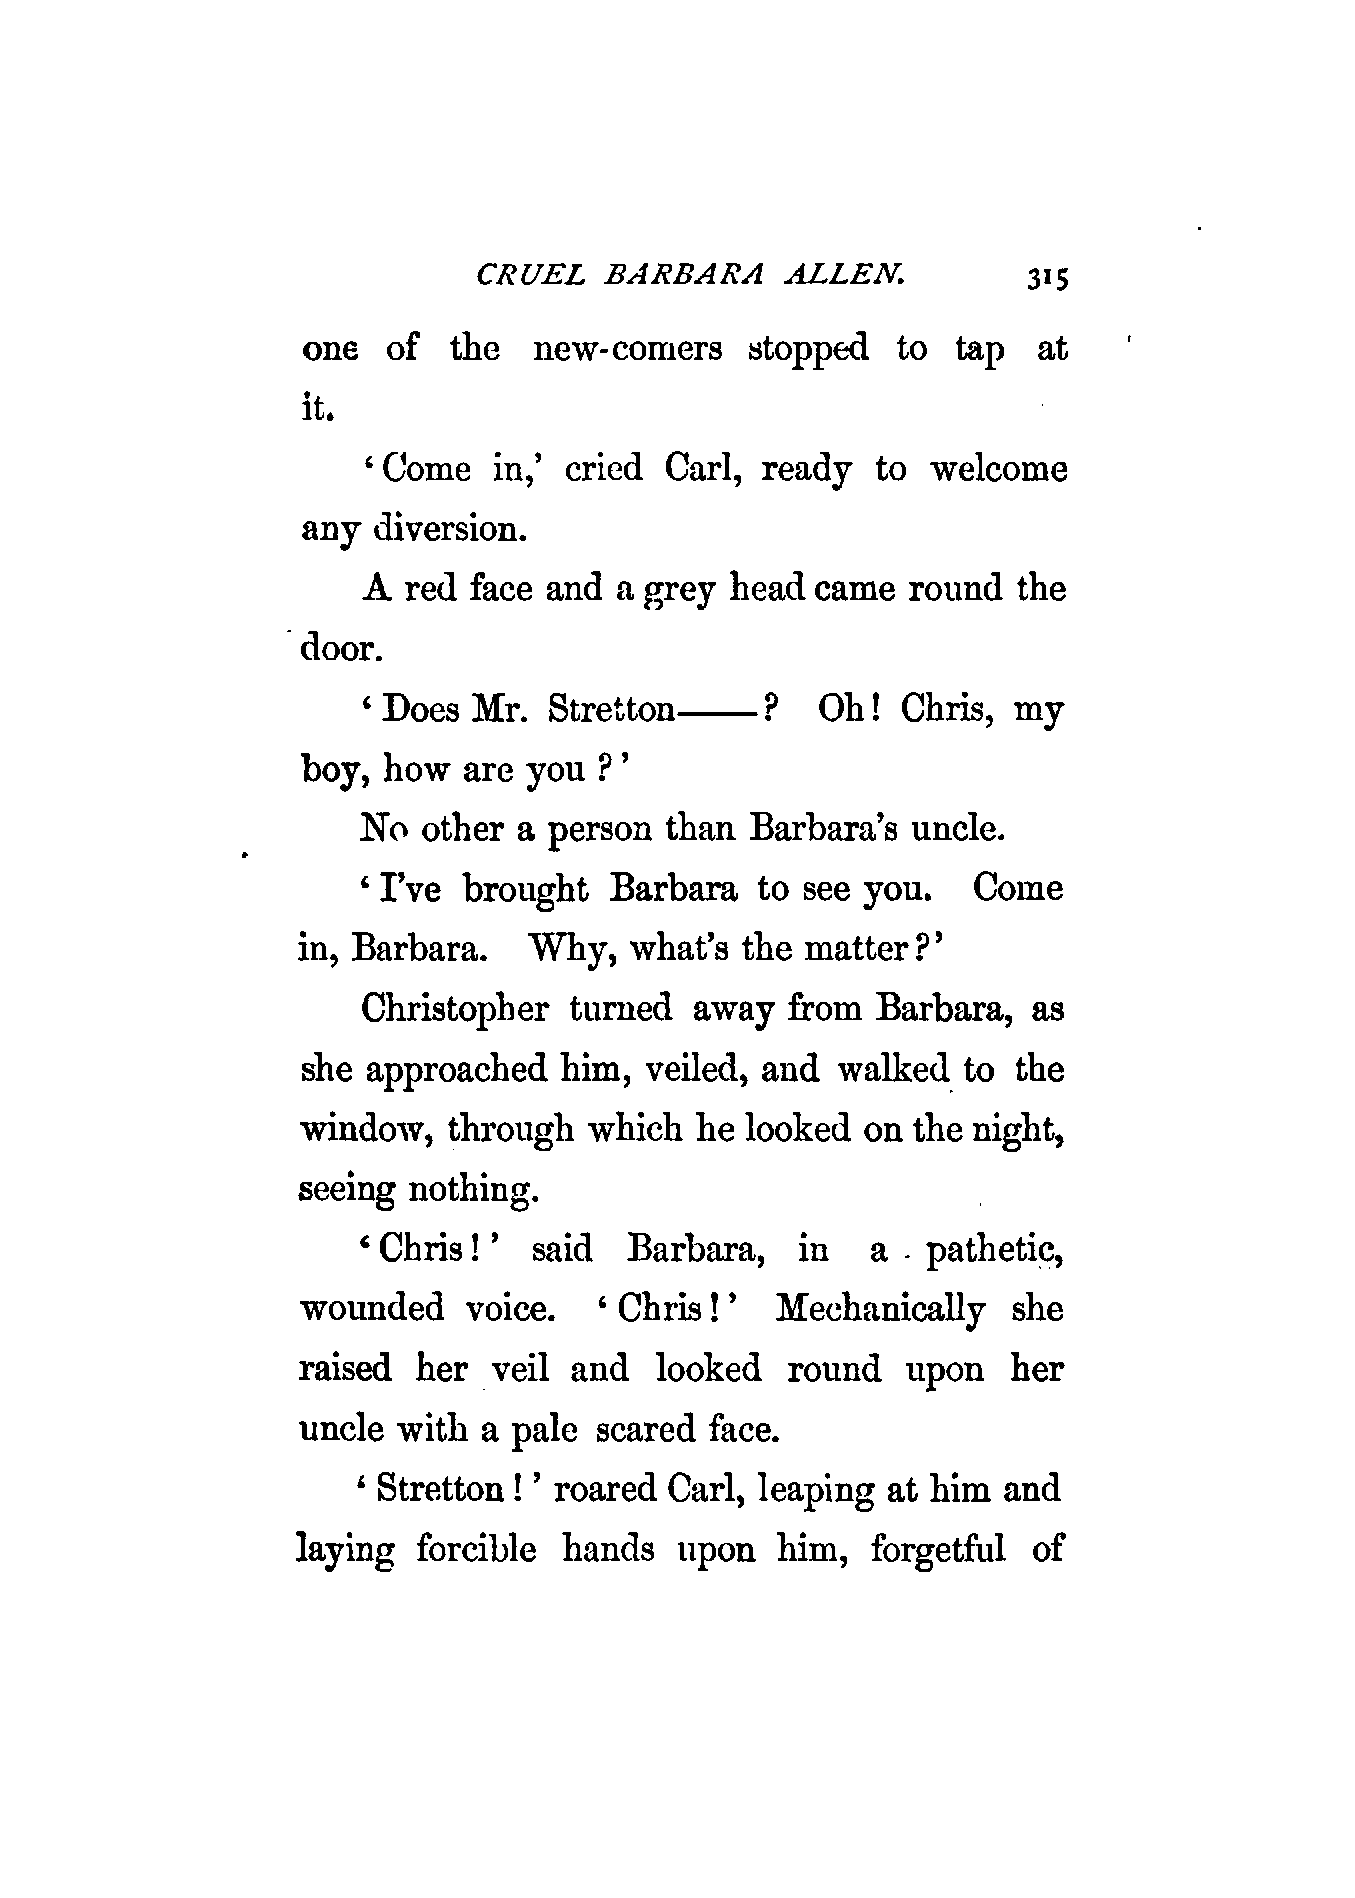 CRUEL BARBARA ALLEN. 315
one of the new-comers stopped to tap at
it.
‘Come in,’ cried Carl, ready to welcome
any diversion.
A red face and a grey head came round the
door.
‘Does Mr. Stretton——? Oh! Chris, my
boy, how are you?’
No other a person than Barbara’s uncle.
‘I’ve brought Barbara to see you. Come
in, Barbara. Why, what’s the matter?’
Christopher turned away from Barbara, as
she approached him, veiled, and walked to the
window, through which he looked on the night,
seeing nothing.
‘Chris!’ said Barbara, in a pathetic,
wounded voice. ‘Chris!’ Mechanically she
raised her veil and looked round upon her
uncle with a pale scared face.
‘Stretton!’ roared Carl, leaping at him and
laying forcible hands upon him, forgetful of